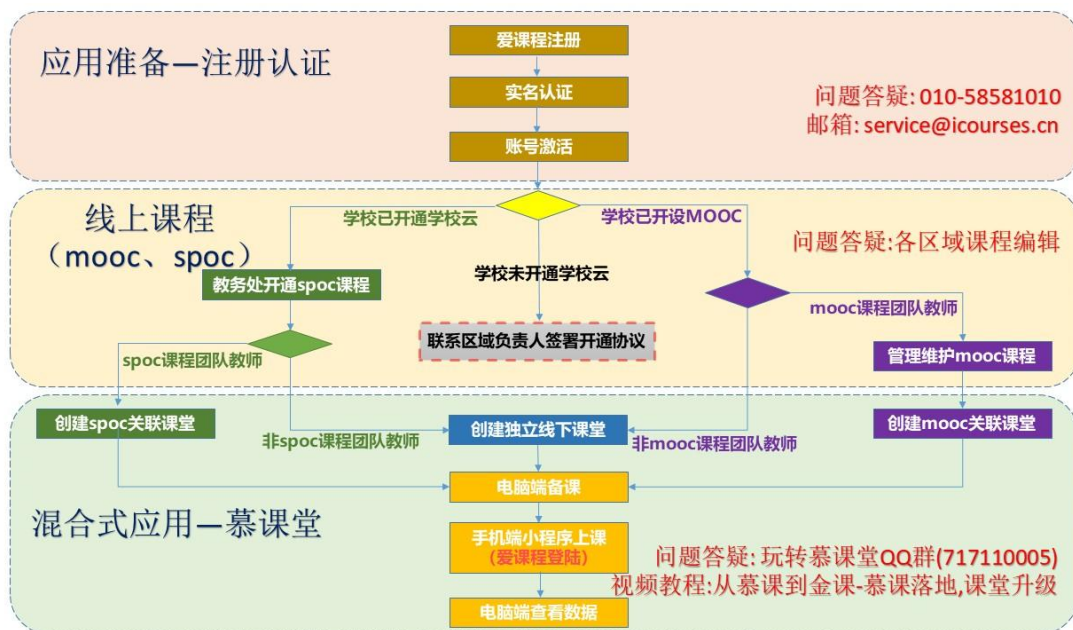 应用准备—注册认证
爱课程注册
实名认证
账号激活
问题答疑: 010-58581010
邮箱: service@icourses.cn
线上课程
（mooc、spoc）
学校已开通学校云
学校已开设MOOC
问题答疑:各区域课程编辑
教务处开通spoc课程
学校未开通学校云
mooc课程团队教师
联系区域负责人签署开通协议
spoc课程团队教师
管理维护mooc课程
创建spoc关联课堂
非spoc课程团队教师
创建独立线下课堂
非mooc课程团队教师
创建mooc关联课堂
电脑端备课
混合式应用—慕课堂
手机端小程序上课
（爱课程登陆）
问题答疑: 玩转慕课堂QQ群(717110005)
视频教程:从慕课到金课-慕课落地,课堂升级
电脑端查看数据